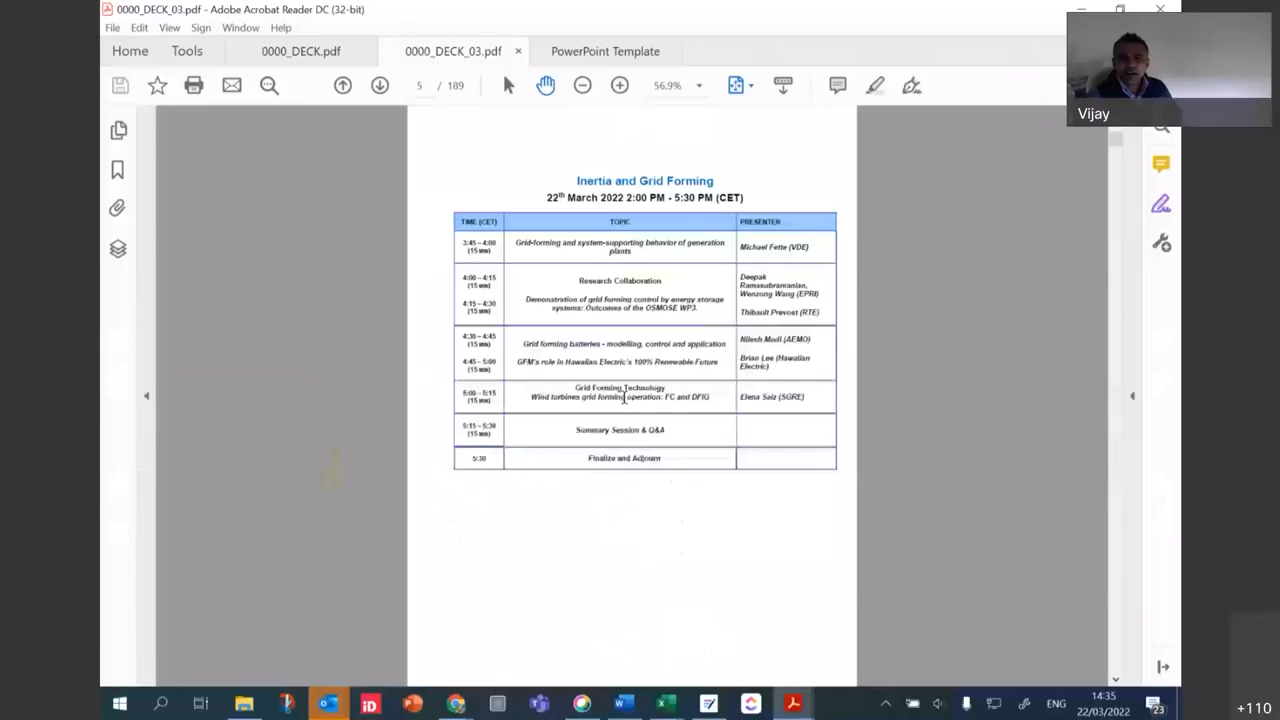 0000_DECK_03.pdf - Adobe Acrobat Reader DC (32-bit)
File Edit View Sign Window Help
Home Tools 0000_DECK.pdf 0000_DECK_03.pdf × PowerPoint Template
5 / 189 56.9%
Vijay
Inertia and Grid Forming
22th March 2022 2:00 PM - 5:30 PM (CET)
TIME (CET) TOPIC PRESENTER
3:45 – 4:00
(15 MIN)
Grid-forming and system-supporting behavior of generation
plants
Michael Fette (VDE)
4:00 – 4:15
(15 MIN)
4:15 – 4:30
(15 MIN)
Research Collaboration
Demonstration of grid forming control by energy storage
systems: Outcomes of the OSMOSE WP3.
Deepak
Ramasubramanian,
Wenzong Wang (EPRI)
Thibault Prevost (RTE)
4:30 – 4:45
(15 MIN)
4:45 – 5:00
(15 MIN)
Grid forming batteries - modelling, control and application
GFM's role in Hawaiian Electric's 100% Renewable Future
Nilesh Modi (AEMO)
Brian Lee (Hawaiian
Electric)
5:00 – 5:15
(15 MIN)
Grid Forming Technology
Wind turbines grid forming operation: FC and DFIG
Elena Saiz (SGRE)
5:15 – 5:30
(15 MIN)
Summary Session & Q&A
5:30
Finalize and Adjourn
iD
ENG
14:35
22/03/2022
23
+110